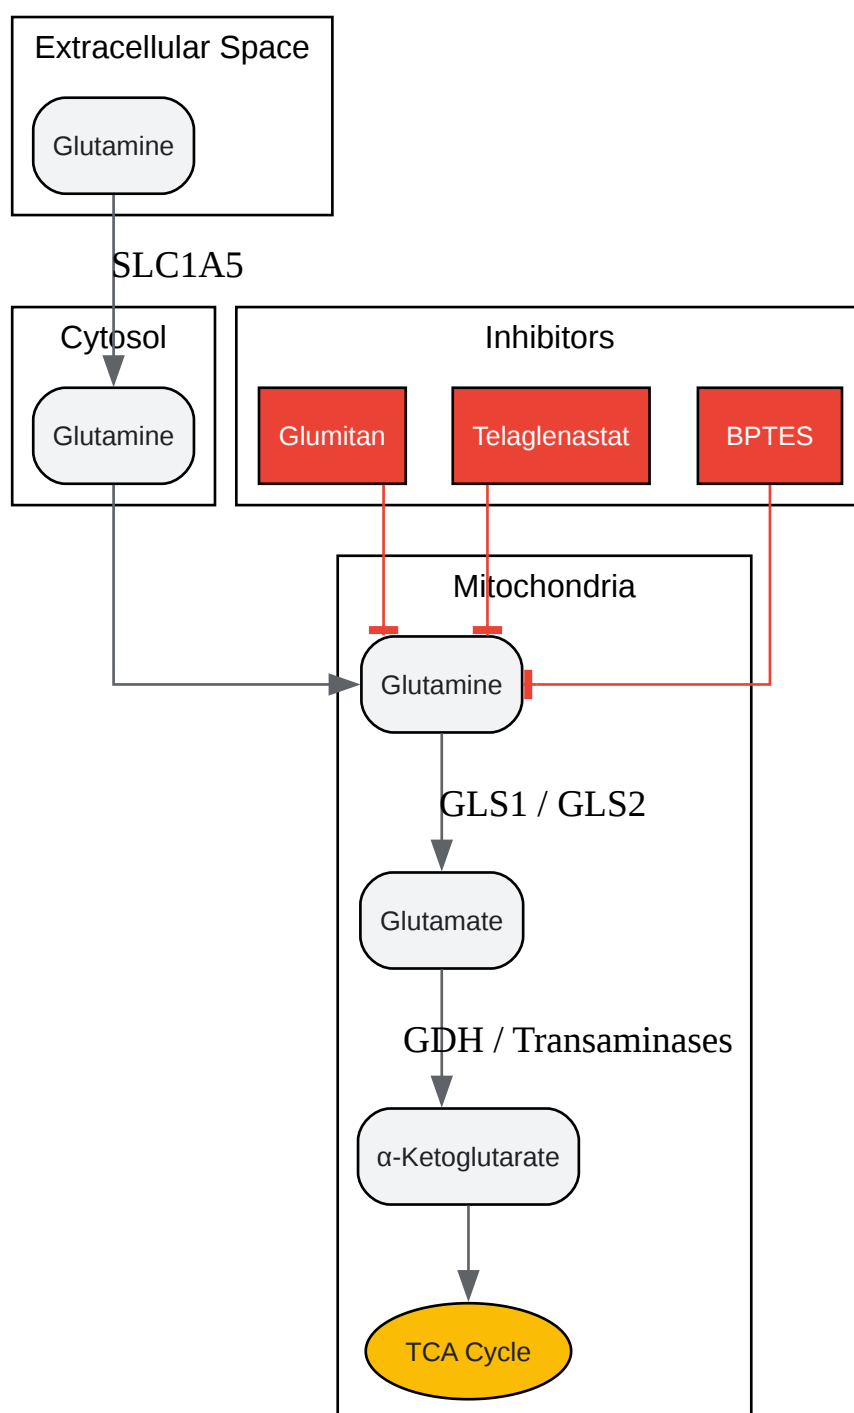 Extracellular Space
Glutamine
SLC1A5
Cytosol
Glutamine
Inhibitors
Glumitan
Telaglenastat
BPTES
Mitochondria
Glutamine
GLS1 / GLS2
Glutamate
GDH / Transaminases
α-Ketoglutarate
TCA Cycle